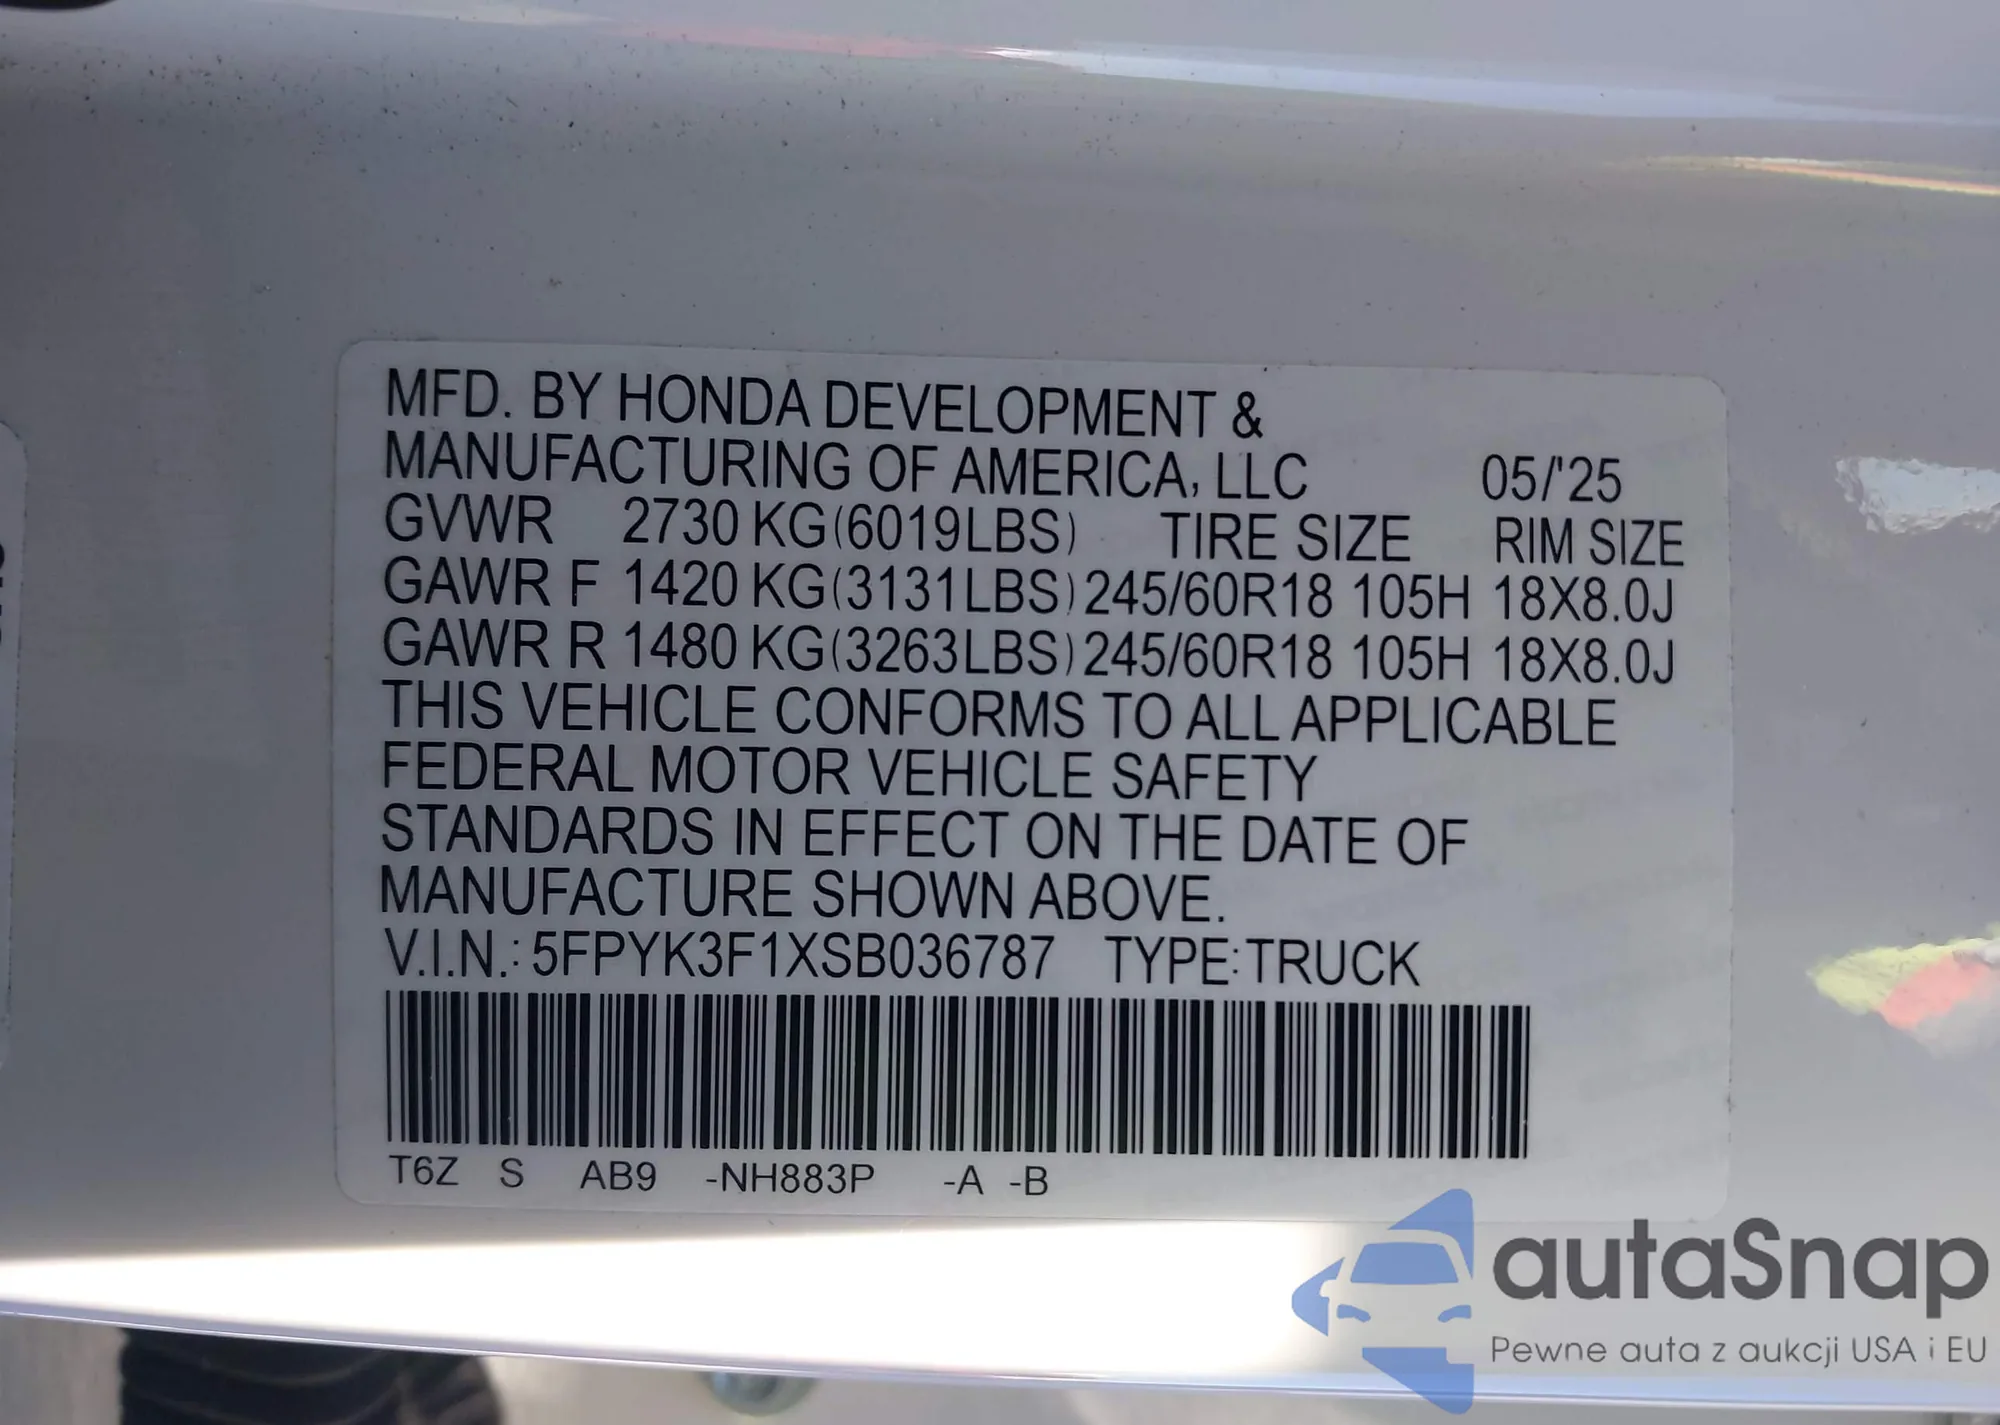 MFD. BY HONDA DEVELOPMENT &
MANUFACTURING OF AMERICA, LLC 05/'25
GVWR 2730 KG(6019LBS) TIRE SIZE RIM SIZE
GAWR F 1420 KG(3131LBS) 245/60R18 105H 18X8.0J
GAWR R 1480 KG(3263LBS) 245/60R18 105H 18X8.0J
THIS VEHICLE CONFORMS TO ALL APPLICABLE
FEDERAL MOTOR VEHICLE SAFETY
STANDARDS IN EFFECT ON THE DATE OF
MANUFACTURE SHOWN ABOVE.
V.I.N.: 5FPYK3F1XSB036787 TYPE:TRUCK
T6Z S AB9 -NH883P -A -B
autaSnap
Pewne auta z aukcji USA i EU